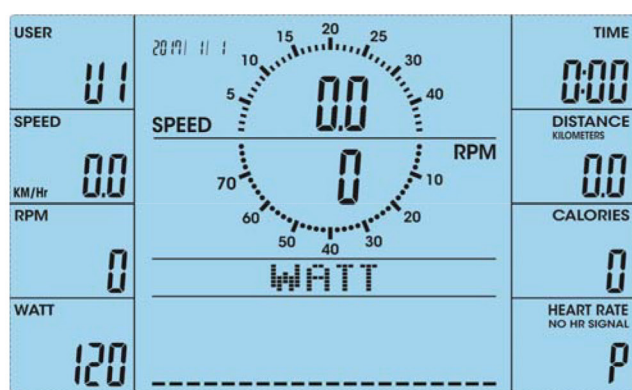 USER
U1
SPEED
KM/Hr 0.0
RPM
0
WATT
120
2017/ 1/ 1
5 10 15 20 25 30 40
SPEED 0.0
0 RPM
70 60 50 40 30 20 10
WATT
TIME
0:00
DISTANCE
KILOMETERS
0.0
CALORIES
0
HEART RATE
NO HR SIGNAL
P